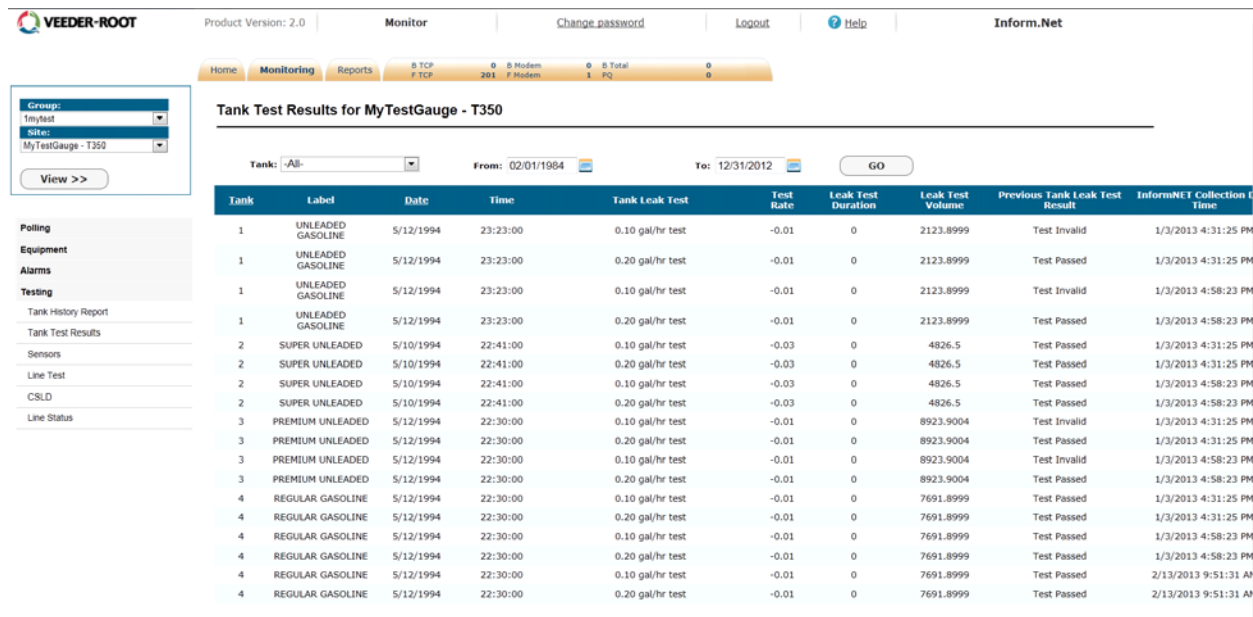 VEEDER-ROOT Product Version: 2.0 Monitor Change password Logout Help Inform.Net
Home Monitoring Reports B TCP 0 B Modem 0 B Total 0
F TCP 201 F Modem 1 PQ 0
Group:
1mytest
Site:
MyTestGauge - T350
View >>
Polling
Equipment
Alarms
Testing
Tank History Report
Tank Test Results
Sensors
Line Test
CSLD
Line Status
Tank Test Results for MyTestGauge - T350
Tank: -All- From: 02/01/1984 To: 12/31/2012 GO
Tank Label Date Time Tank Leak Test Test Rate Leak Test Duration Leak Test Volume Previous Tank Leak Test Result InformNET Collection Time
1 UNLEADED GASOLINE 5/12/1994 23:23:00 0.10 gal/hr test -0.01 0 2123.8999 Test Invalid 1/3/2013 4:31:25 PM
1 UNLEADED GASOLINE 5/12/1994 23:23:00 0.20 gal/hr test -0.01 0 2123.8999 Test Passed 1/3/2013 4:31:25 PM
1 UNLEADED GASOLINE 5/12/1994 23:23:00 0.10 gal/hr test -0.01 0 2123.8999 Test Invalid 1/3/2013 4:58:23 PM
1 UNLEADED GASOLINE 5/12/1994 23:23:00 0.20 gal/hr test -0.01 0 2123.8999 Test Passed 1/3/2013 4:58:23 PM
2 SUPER UNLEADED 5/10/1994 22:41:00 0.10 gal/hr test -0.03 0 4826.5 Test Passed 1/3/2013 4:31:25 PM
2 SUPER UNLEADED 5/10/1994 22:41:00 0.20 gal/hr test -0.03 0 4826.5 Test Passed 1/3/2013 4:31:25 PM
2 SUPER UNLEADED 5/10/1994 22:41:00 0.10 gal/hr test -0.03 0 4826.5 Test Passed 1/3/2013 4:58:23 PM
2 SUPER UNLEADED 5/10/1994 22:41:00 0.20 gal/hr test -0.03 0 4826.5 Test Passed 1/3/2013 4:58:23 PM
3 PREMIUM UNLEADED 5/12/1994 22:30:00 0.10 gal/hr test -0.01 0 8923.9004 Test Invalid 1/3/2013 4:31:25 PM
3 PREMIUM UNLEADED 5/12/1994 22:30:00 0.20 gal/hr test -0.01 0 8923.9004 Test Passed 1/3/2013 4:31:25 PM
3 PREMIUM UNLEADED 5/12/1994 22:30:00 0.10 gal/hr test -0.01 0 8923.9004 Test Invalid 1/3/2013 4:58:23 PM
3 PREMIUM UNLEADED 5/12/1994 22:30:00 0.20 gal/hr test -0.01 0 8923.9004 Test Passed 1/3/2013 4:58:23 PM
4 REGULAR GASOLINE 5/12/1994 22:30:00 0.10 gal/hr test -0.01 0 7691.8999 Test Passed 1/3/2013 4:31:25 PM
4 REGULAR GASOLINE 5/12/1994 22:30:00 0.20 gal/hr test -0.01 0 7691.8999 Test Passed 1/3/2013 4:31:25 PM
4 REGULAR GASOLINE 5/12/1994 22:30:00 0.10 gal/hr test -0.01 0 7691.8999 Test Passed 1/3/2013 4:58:23 PM
4 REGULAR GASOLINE 5/12/1994 22:30:00 0.20 gal/hr test -0.01 0 7691.8999 Test Passed 1/3/2013 4:58:23 PM
4 REGULAR GASOLINE 5/12/1994 22:30:00 0.10 gal/hr test -0.01 0 7691.8999 Test Passed 2/13/2013 9:51:31 AM
4 REGULAR GASOLINE 5/12/1994 22:30:00 0.20 gal/hr test -0.01 0 7691.8999 Test Passed 2/13/2013 9:51:31 AM